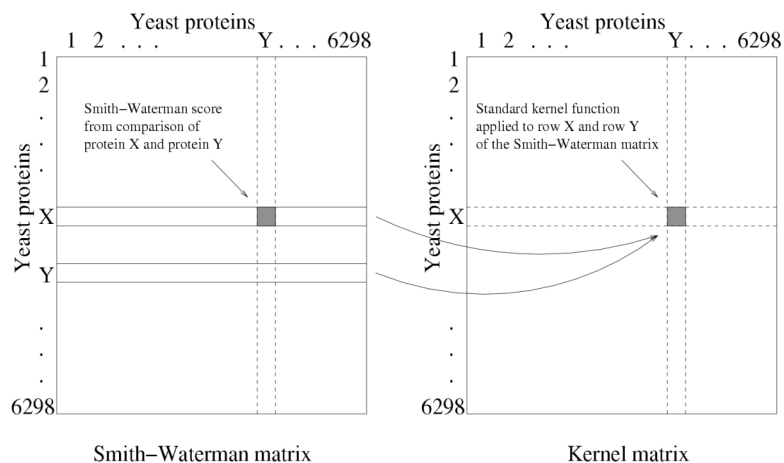 Yeast proteins
1 2 . . . Y . . . 6298
1
2
.
.
.
X
Y
.
.
.
6298
Yeast proteins
Smith–Waterman score
from comparison of
protein X and protein Y
Smith–Waterman matrix
Yeast proteins
1 2 . . . Y . . . 6298
1
2
.
.
.
X
.
.
.
6298
Yeast proteins
Standard kernel function
applied to row X and row Y
of the Smith–Waterman matrix
Kernel matrix